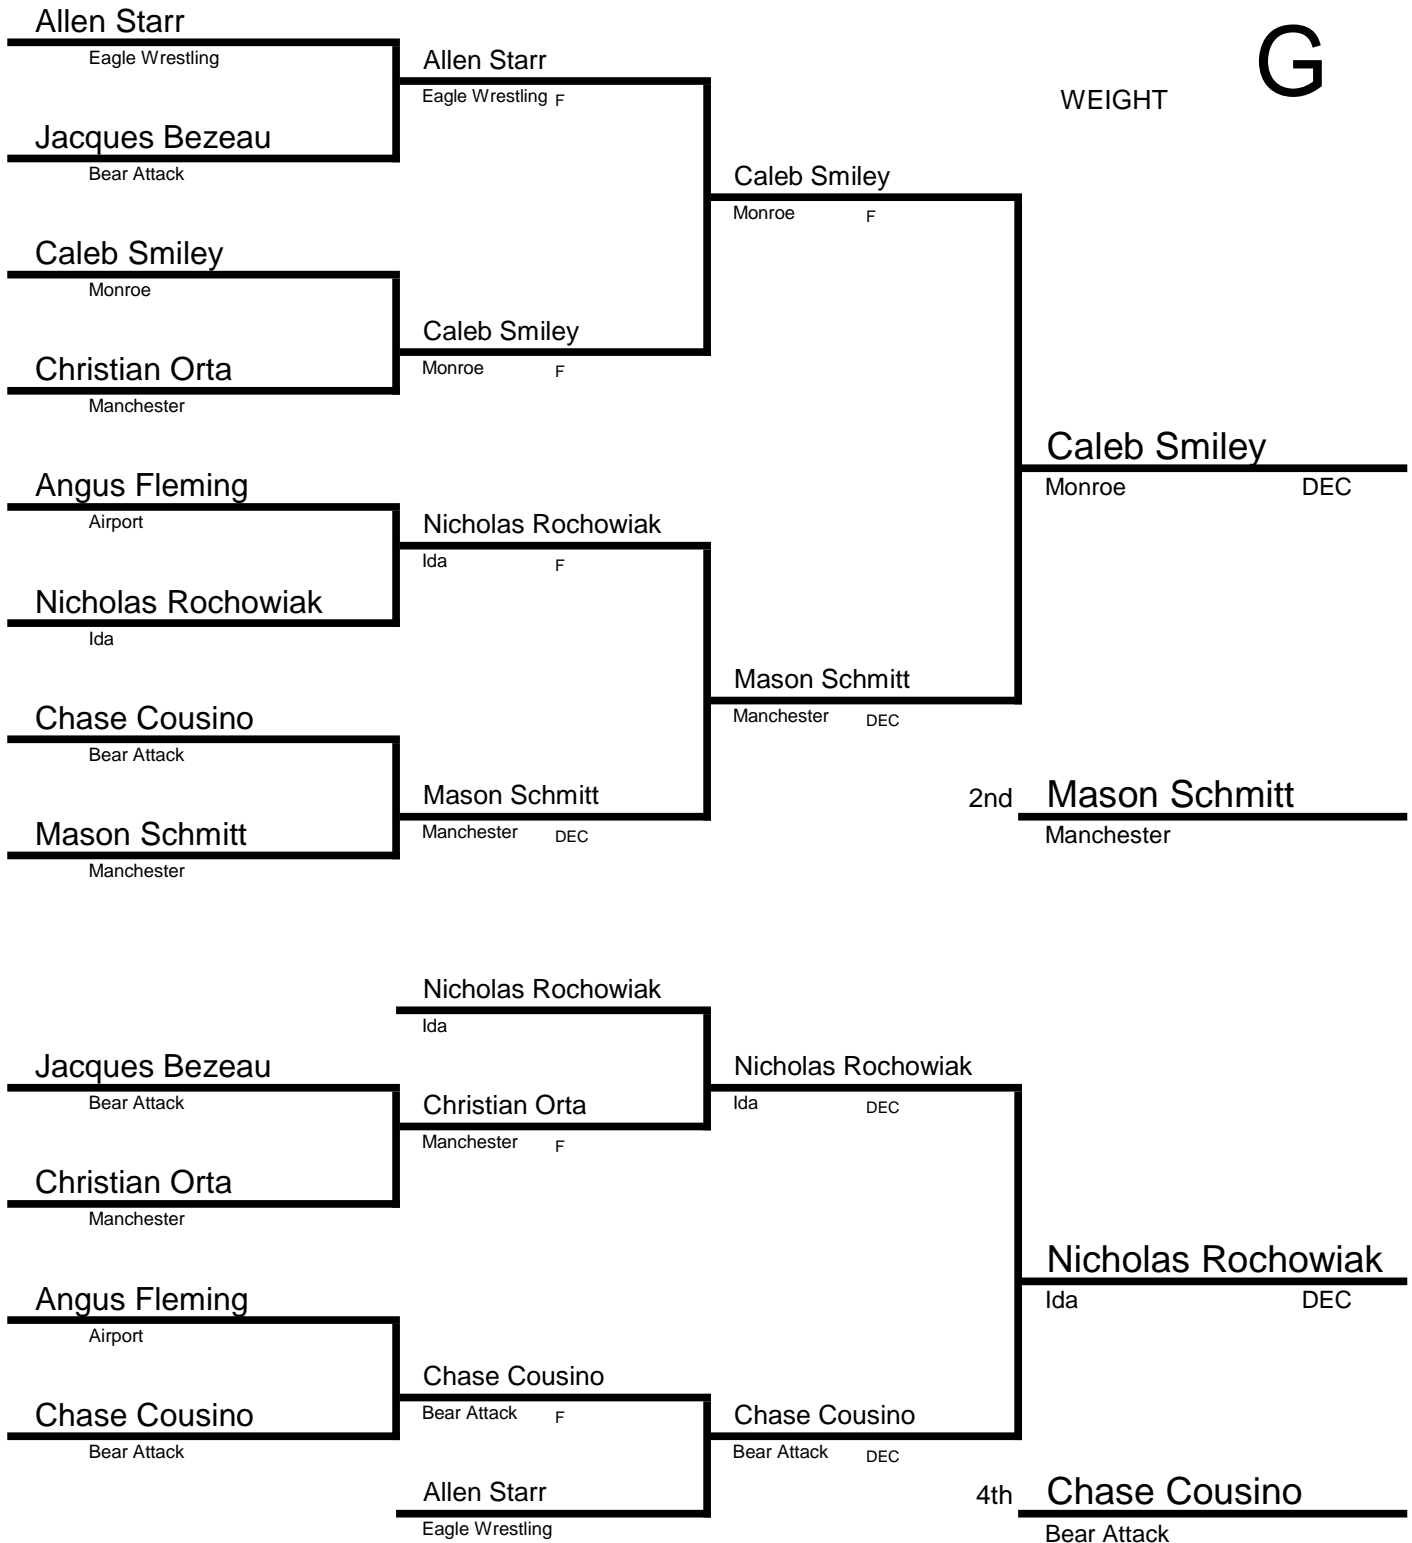 Allen Starr
Eagle Wrestling
Allen Starr
Eagle Wrestling F
G
WEIGHT
Jacques Bezeau
Bear Attack
Caleb Smiley
Monroe F
Caleb Smiley
Monroe
Caleb Smiley
Monroe F
Christian Orta
Manchester
Caleb Smiley
Monroe DEC
Angus Fleming
Airport
Nicholas Rochowiak
Ida F
Nicholas Rochowiak
Ida
Mason Schmitt
Manchester DEC
Chase Cousino
Bear Attack
Mason Schmitt
Manchester DEC
2nd Mason Schmitt
Manchester
Mason Schmitt
Manchester
Nicholas Rochowiak
Ida
Jacques Bezeau
Bear Attack
Nicholas Rochowiak
Ida DEC
Christian Orta
Manchester F
Christian Orta
Manchester
Nicholas Rochowiak
Ida DEC
Angus Fleming
Airport
Chase Cousino
Bear Attack F
Chase Cousino
Bear Attack
Chase Cousino
Bear Attack DEC
Allen Starr
Eagle Wrestling
4th Chase Cousino
Bear Attack